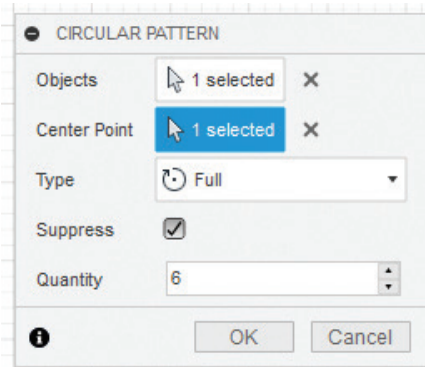 CIRCULAR PATTERN
Objects 1 selected
Center Point 1 selected
Type Full
Suppress
Quantity 6
OK Cancel